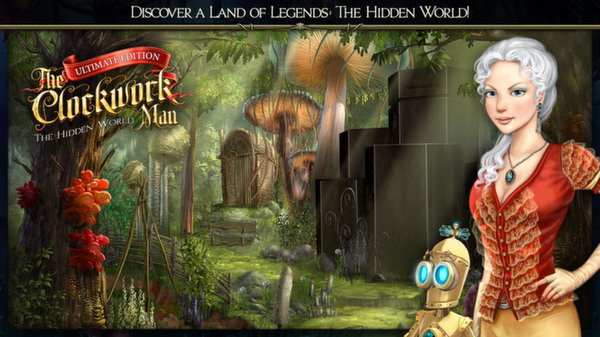 DISCOVER A LAND OF LEGENDS: THE HIDDEN WORLD!
ULTIMATE EDITION
The
Clockwork
Man
THE HIDDEN WORLD